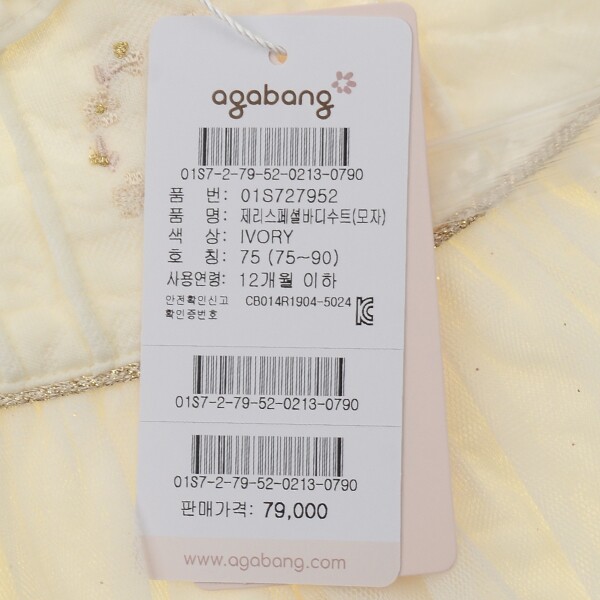 agabang
01S7-2-79-52-0213-0790
품 번: 01S727952
품 명: 제리스페셜바디수트(모자)
색 상: IVORY
호 칭: 75 (75~90)
사용연령: 12개월 이하
안전확인신고 CB014R1904-5024
확인증번호
01S7-2-79-52-0213-0790
01S7-2-79-52-0213-0790
판매가격: 79,000
www.agabang.com